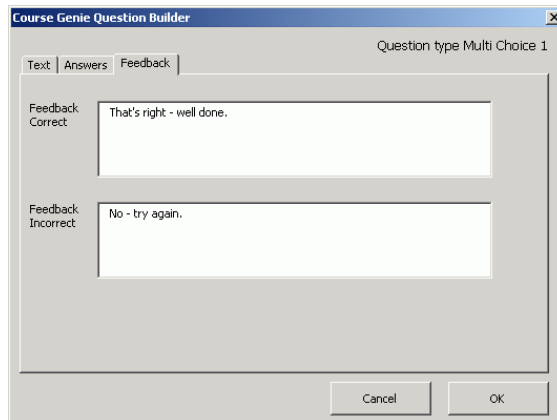 Course Genie Question Builder
Question type Multi Choice 1
Text Answers Feedback
Feedback Correct
That's right - well done.
Feedback Incorrect
No - try again.
Cancel OK